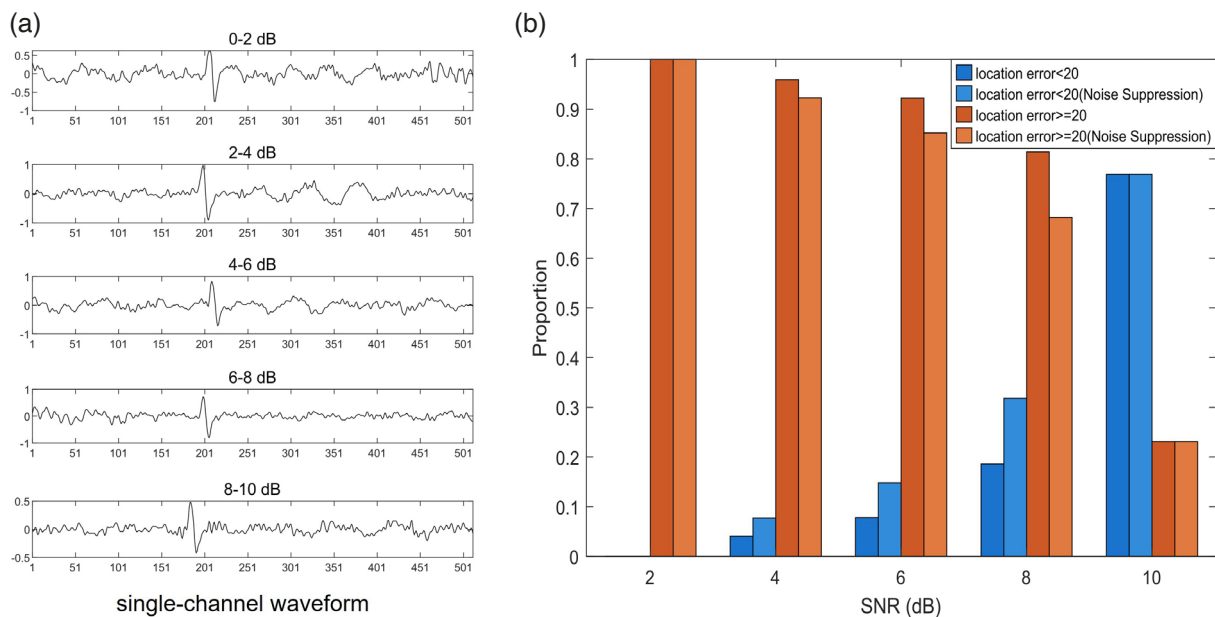 (a)
0-2 dB
0.5
0
-0.5
-1
1 51 101 151 201 251 301 351 401 451 501
2-4 dB
1
0
-1
1 51 101 151 201 251 301 351 401 451 501
4-6 dB
1
0
-1
1 51 101 151 201 251 301 351 401 451 501
6-8 dB
1
0
-1
1 51 101 151 201 251 301 351 401 451 501
8-10 dB
0.5
0
-0.5
1 51 101 151 201 251 301 351 401 451 501
single-channel waveform
(b)
location error<20
location error<20(Noise Suppression)
location error>=20
location error>=20(Noise Suppression)
Proportion
1
0.9
0.8
0.7
0.6
0.5
0.4
0.3
0.2
0.1
0
2 4 6 8 10
SNR (dB)